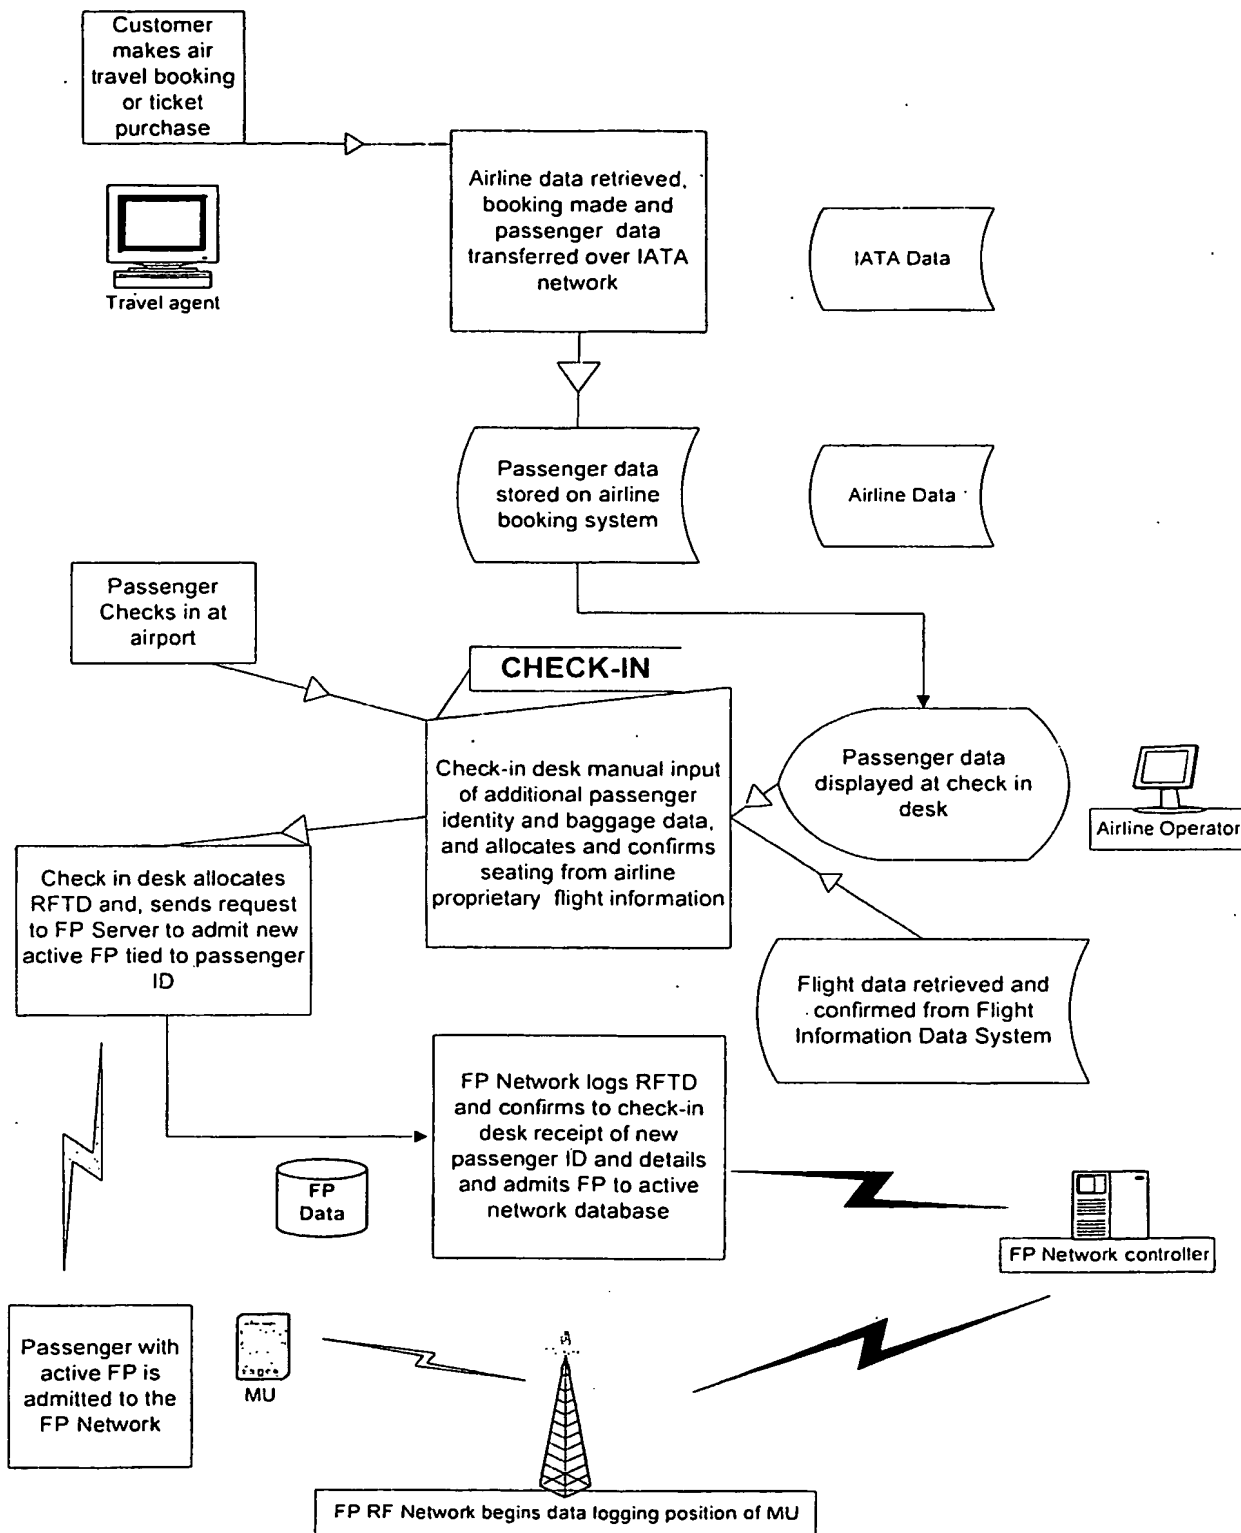 Customer
makes air
travel booking
or ticket
purchase
Travel agent
Airline data retrieved,
booking made and
passenger data
transferred over IATA
network
IATA Data
Passenger data
stored on airline
booking system
Airline Data
Passenger
Checks in at
airport
CHECK-IN
Check-in desk manual input
of additional passenger
identity and baggage data,
and allocates and confirms
seating from airline
proprietary flight information
Passenger data
displayed at check in
desk
Airline Operator
Check in desk allocates
RFTD and, sends request
to FP Server to admit new
active FP tied to passenger
ID
Flight data retrieved and
confirmed from Flight
Information Data System
FP Network logs RFTD
and confirms to check-in
desk receipt of new
passenger ID and details
and admits FP to active
network database
FP
Data
FP Network controller
Passenger with
active FP is
admitted to the
FP Network
MU
FP RF Network begins data logging position of MU